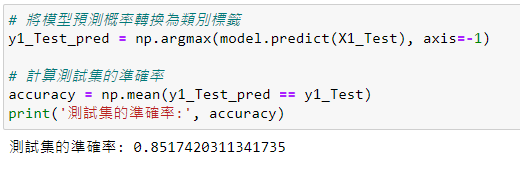 # 將模型預測概率轉換為類別標籤
y1_Test_pred = np.argmax(model.predict(X1_Test), axis=-1)
# 計算測試集的準確率
accuracy = np.mean(y1_Test_pred == y1_Test)
print('測試集的準確率:', accuracy)
測試集的準確率: 0.8517420311341735